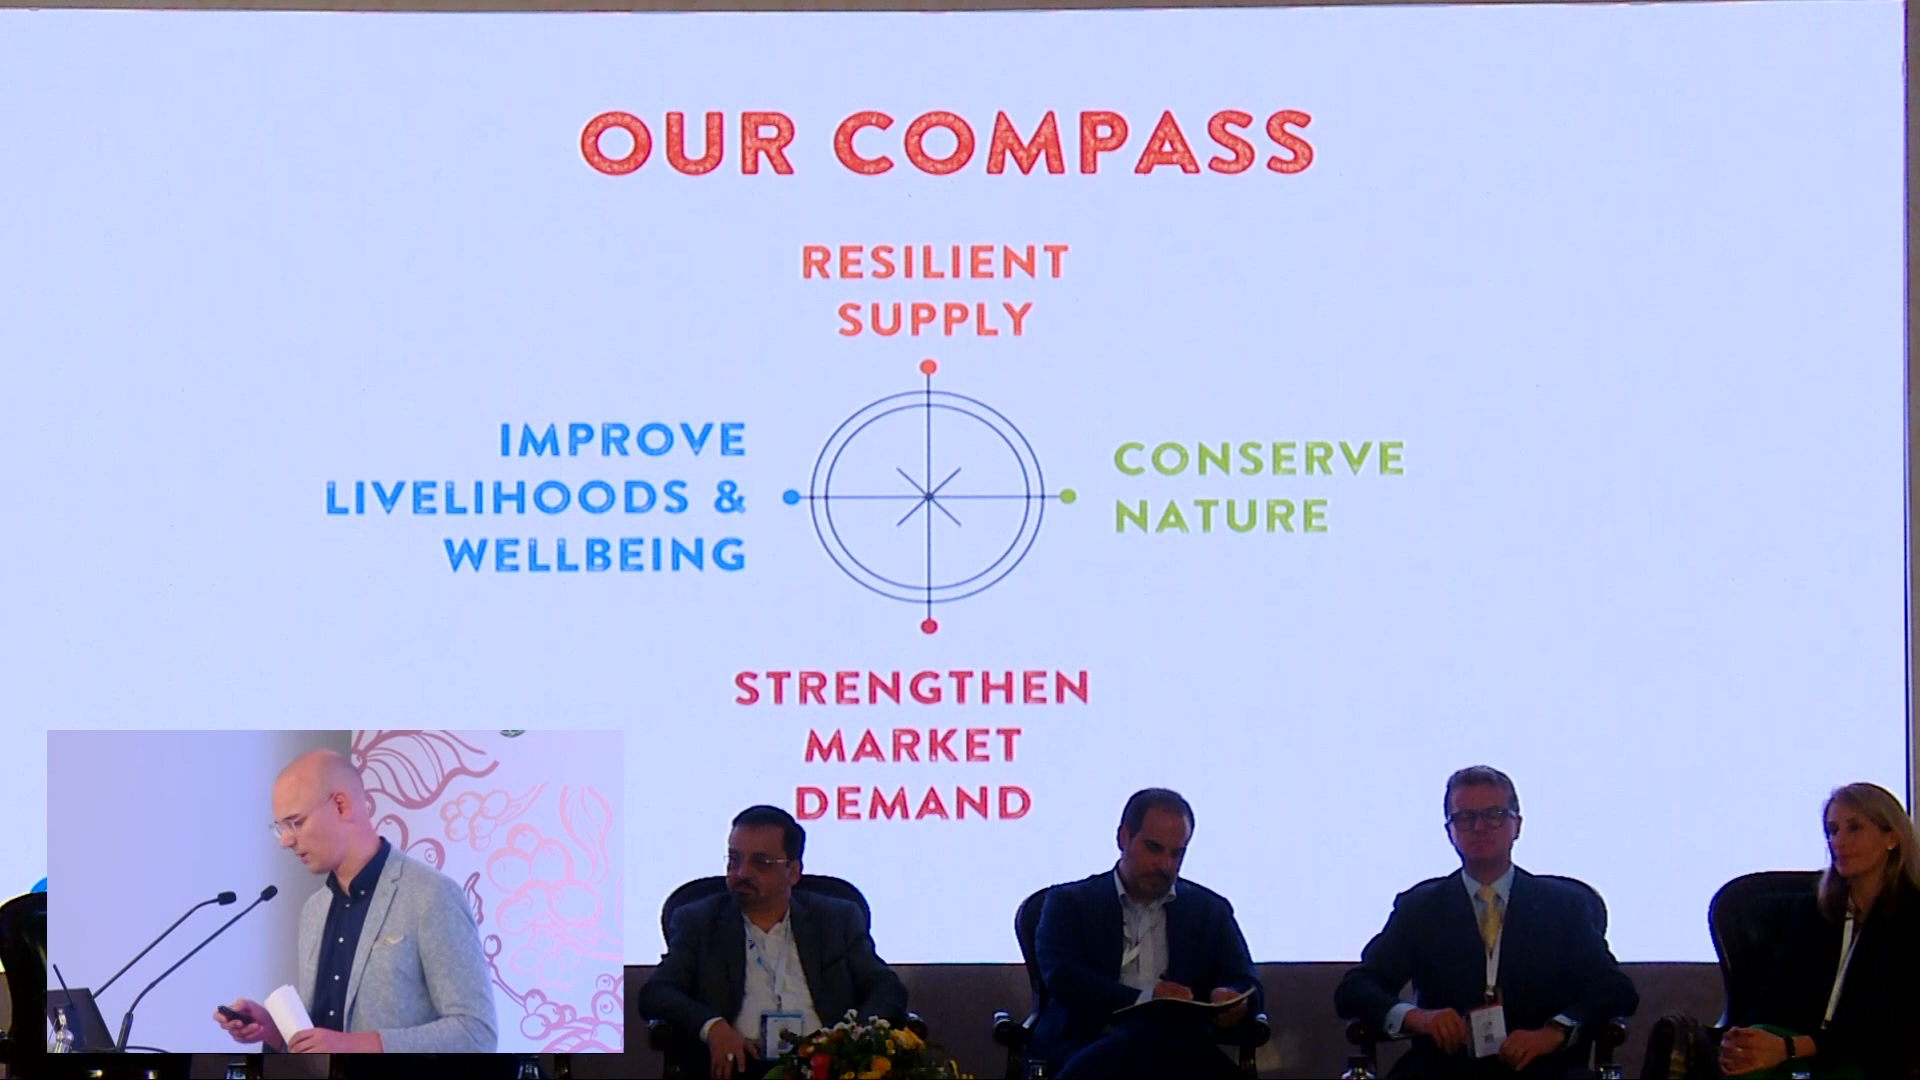 OUR COMPASS
RESILIENT
SUPPLY
IMPROVE
LIVELIHOODS &
WELLBEING
CONSERVE
NATURE
STRENGTHEN
MARKET
DEMAND